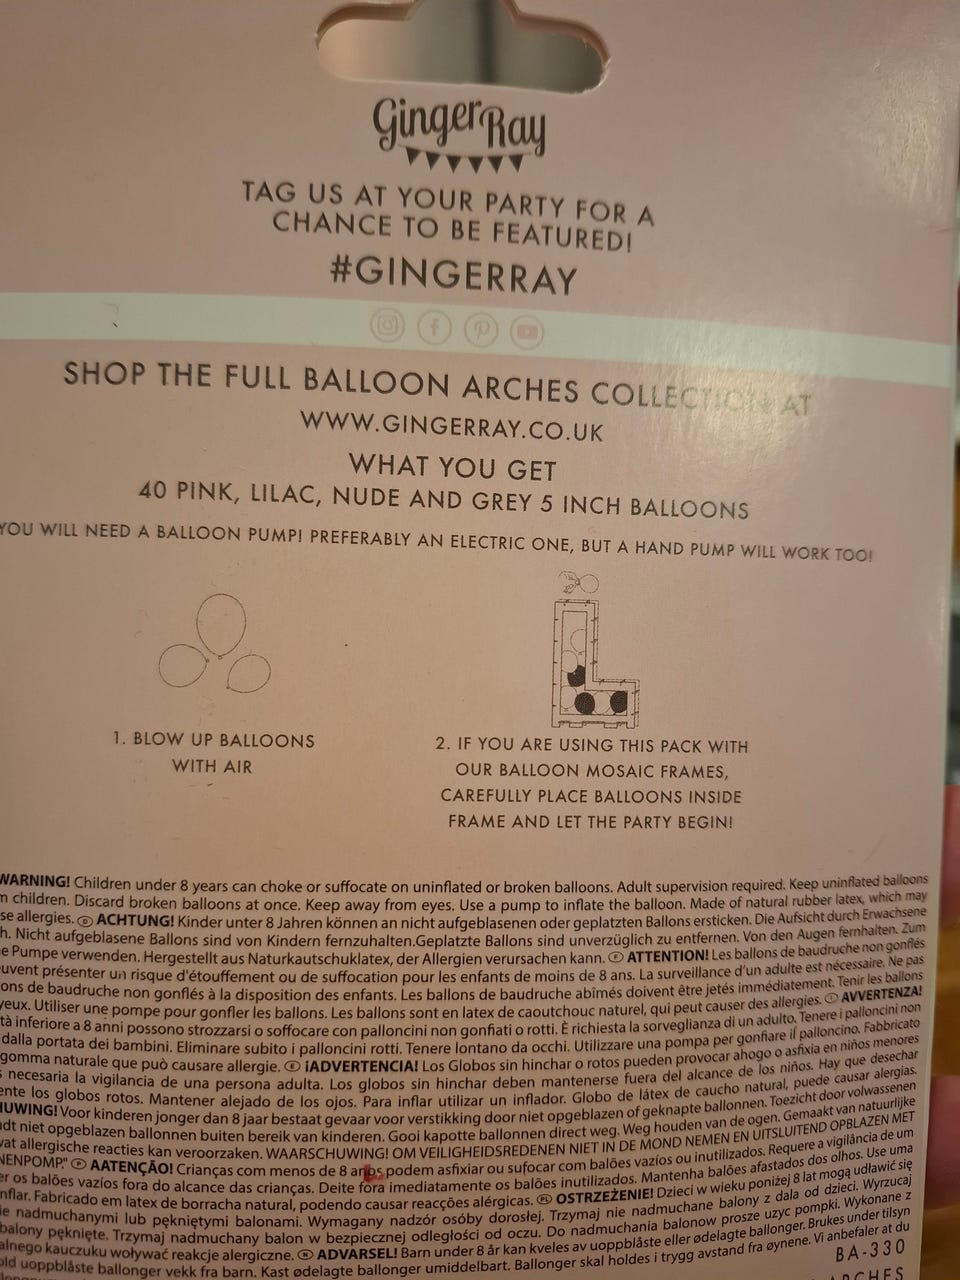 Ginger Ray
TAG US AT YOUR PARTY FOR A
CHANCE TO BE FEATURED!
#GINGERRAY
SHOP THE FULL BALLOON ARCHES COLLECTION AT
WWW.GINGERRAY.CO.UK
WHAT YOU GET
40 PINK, LILAC, NUDE AND GREY 5 INCH BALLOONS
YOU WILL NEED A BALLOON PUMP! PREFERABLY AN ELECTRIC ONE, BUT A HAND PUMP WILL WORK TOO!
1. BLOW UP BALLOONS
WITH AIR
2. IF YOU ARE USING THIS PACK WITH
OUR BALLOON MOSAIC FRAMES,
CAREFULLY PLACE BALLOONS INSIDE
FRAME AND LET THE PARTY BEGIN!
WARNING! Children under 8 years can choke or suffocate on uninflated or broken balloons. Adult supervision required. Keep uninflated balloons
children. Discard broken balloons at once. Keep away from eyes. Use a pump to inflate the balloon. Made of natural rubber latex, which may
allergies. ACHTUNG! Kinder unter 8 Jahren können an nicht aufgeblasenen oder geplatzten Ballons ersticken. Die Aufsicht durch Erwachsene
Nicht aufgeblasene Ballons sind von Kindern fernzuhalten.Geplatzte Ballons sind unverzüglich zu entfernen. Von den Augen fernhalten. Zum
Pumpe verwenden. Hergestellt aus Naturkautschuklatex, der Allergien verursachen kann. ATTENTION! Les ballons de baudruche non gonflés
présenter un risque d'étouffement ou de suffocation pour les enfants de moins de 8 ans. La surveillance d'un adulte est nécessaire. Ne pas
de baudruche non gonflés à la disposition des enfants. Les ballons de baudruche abîmés doivent être jetés immédiatement. Tenir les ballons
yeux. Utiliser une pompe pour gonfler les ballons. Les ballons sont en latex de caoutchouc naturel, qui peut causer des allergies. AVVERTENZA!
inferiore a 8 anni possono strozzarsi o soffocare con palloncini non gonfiati o rotti. È richiesta la sorveglianza di un adulto. Tenere i palloncini non
dalla portata dei bambini. Eliminare subito i palloncini rotti. Tenere lontano da occhi. Utilizzare una pompa per gonfiare il palloncino. Fabbricato
gomma naturale que può causare allergie. ¡ADVERTENCIA! Los Globos sin hinchar o rotos pueden provocar ahogo o asfixia en niños menores
necesaria la vigilancia de una persona adulta. Los globos sin hinchar deben mantenerse fuera del alcance de los niños. Hay que desechar
los globos rotos. Mantener alejado de los ojos. Para inflar utilizar un inflador. Globo de látex de caucho natural, puede causar alergias.
Voor kinderen jonger dan 8 jaar bestaat gevaar voor verstikking door niet opgeblazen of geknapte ballonnen. Toezicht door volwassenen
niet opgeblazen ballonnen buiten bereik van kinderen. Gooi kapotte ballonnen direct weg. Weg houden van de ogen. Gemaakt van natuurlijke
allergische reacties kan veroorzaken. WAARSCHUWING! OM VEILIGHEIDSREDENEN NIET IN DE MOND NEMEN EN UITSLUITEND OPBLAZEN MET
AATENÇÃO! Crianças com menos de 8 anos podem asfixiar ou sufocar com balões vazios ou inutilizados. Requere a vigilância de um
os balões vazios fora do alcance das crianças. Deite fora imediatamente os balões inutilizados. Mantenha balões afastados dos olhos. Use uma
Fabricado em latex de borracha natural, podendo causar reacções alérgicas. OSTRZEŻENIE! Dzieci w wieku poniżej 8 lat mogą udławić się
nadmuchanymi lub pękniętymi balonami. Wymagany nadzór osoby dorosłej. Trzymaj nie nadmuchane balony z dala od dzieci. Wyrzucaj
balony pęknięte. Trzymaj nadmuchany balon w bezpiecznej odległości od oczu. Do nadmuchania balonow prosze uzyc pompki. Wykonane z
kauczuku woływać reakcje alergiczne. ADVARSEL! Barn under 8 år kan kveles av uoppblåste eller ødelagte ballonger. Brukes under tilsyn
uoppblåste ballonger vekk fra barn. Kast ødelagte ballonger umiddelbart. Ballonger skal holdes i trygg avstand fra øynene. Vi anbefaler at du
BA-330
ARCHES